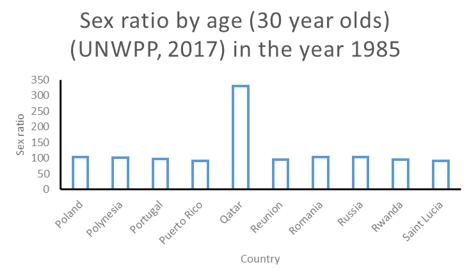 Sex ratio by age (30 year olds)
(UNWPP, 2017) in the year 1985
350
300
250
200
150
100
50
0
Sex ratio
Poland
Polynesia
Portugal
Puerto Rico
Qatar
Reunion
Romania
Russia
Rwanda
Saint Lucia
Country